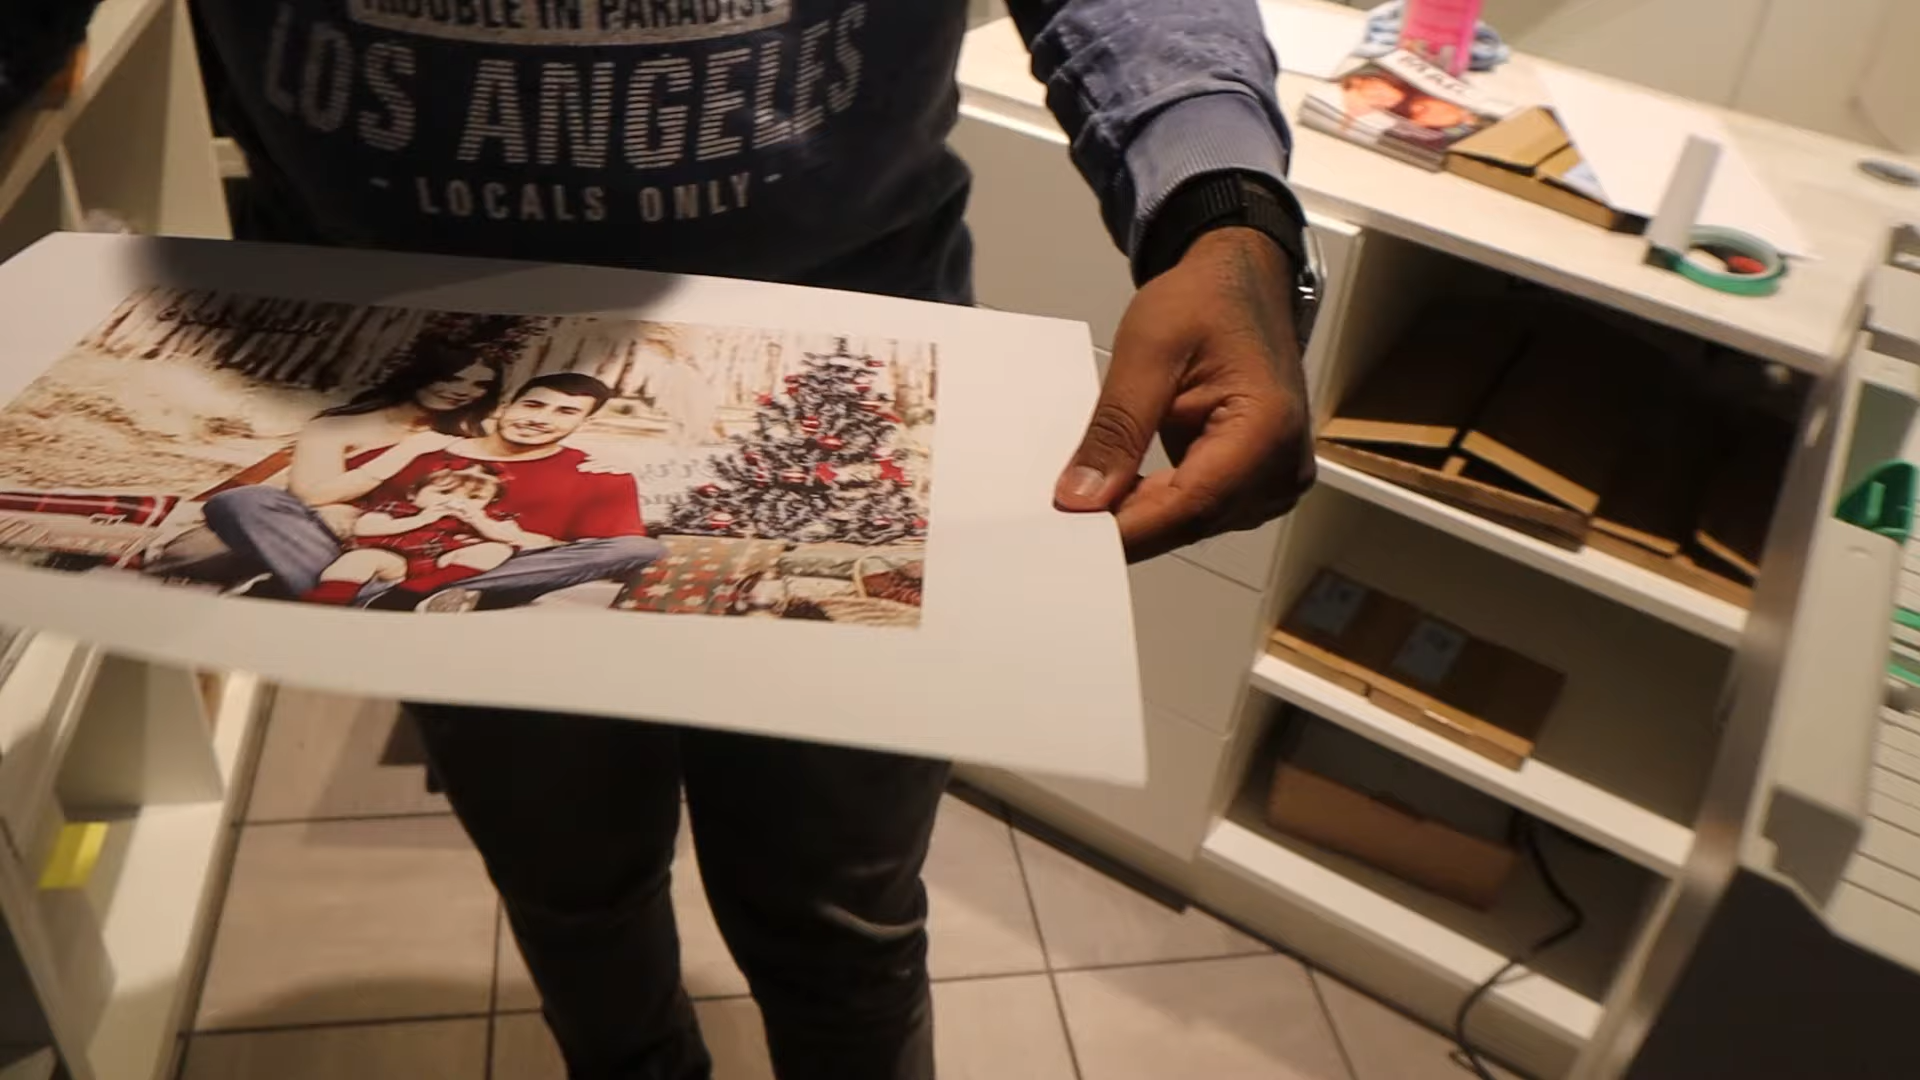 TROUBLE IN PARADISE
LOS ANGELES
- LOCALS ONLY -